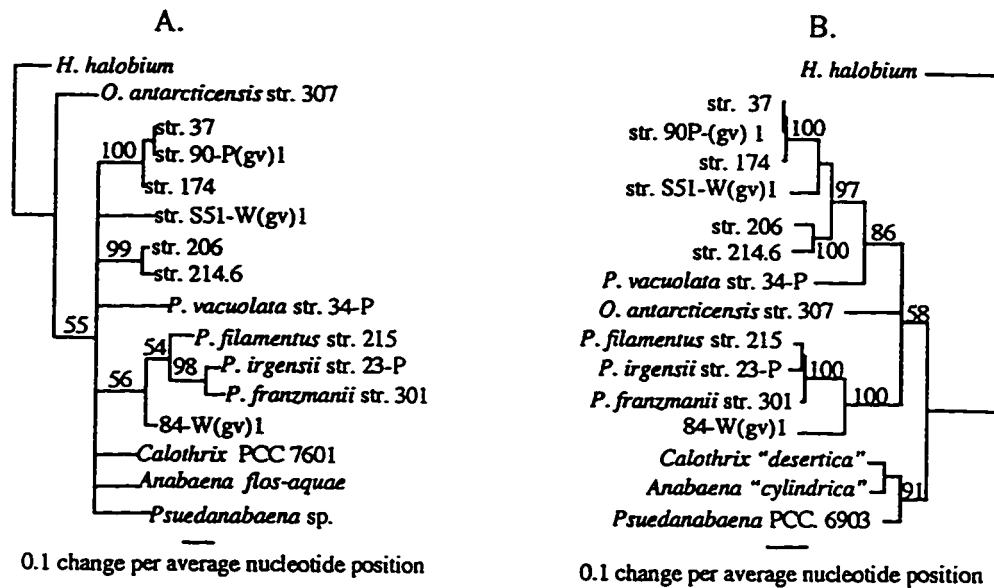 A.
H. halobium
O. antarcticensis str. 307
str. 37
100
str. 90-P(gv)1
str. 174
str. S51-W(gv)1
99
str. 206
str. 214.6
P. vacuolata str. 34-P
55
P. filamentus str. 215
54
98
P. irgensii str. 23-P
56
P. franzmanii str. 301
84-W(gv)1
Calothrix PCC 7601
Anabaena flos-aquae
Psuedanabaena sp.
0.1 change per average nucleotide position
B.
H. halobium
str. 37
str. 90P-(gv) 1
100
str. 174
str. S51-W(gv)1
97
str. 206
str. 214.6
100
86
P. vacuolata str. 34-P
O. antarcticensis str. 307
58
P. filamentus str. 215
P. irgensii str. 23-P
100
P. franzmanii str. 301
100
84-W(gv)1
Calothrix "desertica"
Anabaena "cylindrica"
91
Psuedanabaena PCC. 6903
0.1 change per average nucleotide position